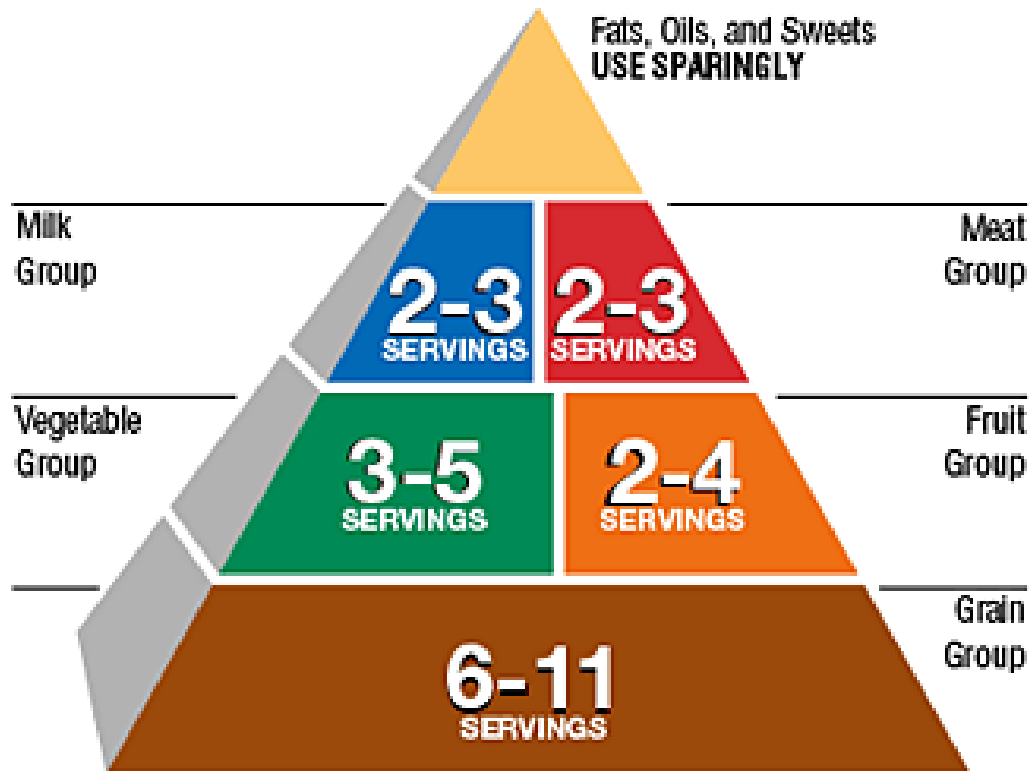 Fats, Oils, and Sweets
USE SPARINGLY
Milk
Group
Meat
Group
2-3
SERVINGS
2-3
SERVINGS
Vegetable
Group
Fruit
Group
3-5
SERVINGS
2-4
SERVINGS
Grain
Group
6-11
SERVINGS